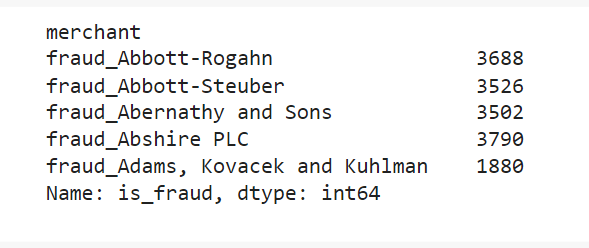 merchant
fraud_Abbott-Rogahn 3688
fraud_Abbott-Steuber 3526
fraud_Abernathy and Sons 3502
fraud_Abshire PLC 3790
fraud_Adams, Kovacek and Kuhlman 1880
Name: is_fraud, dtype: int64